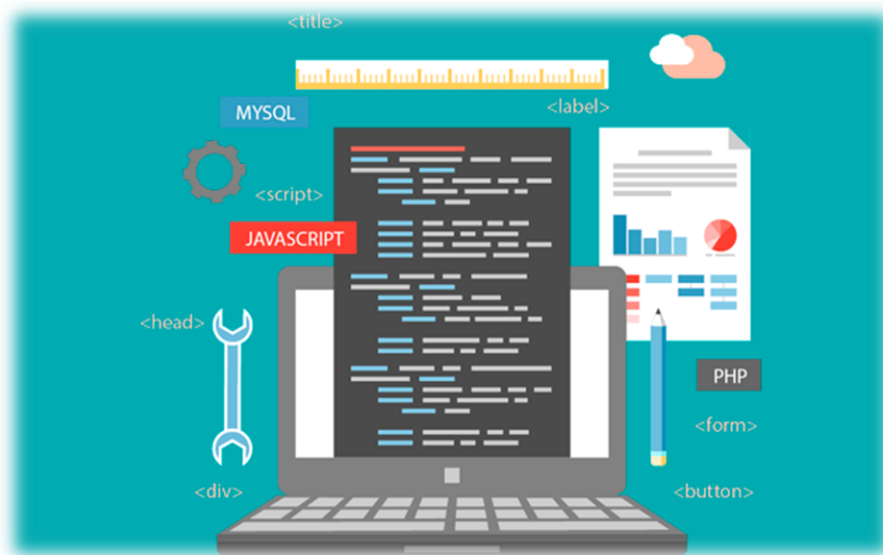 <title>
<label>
MYSQL
<script>
JAVASCRIPT
<head>
PHP
<form>
<div>
<button>